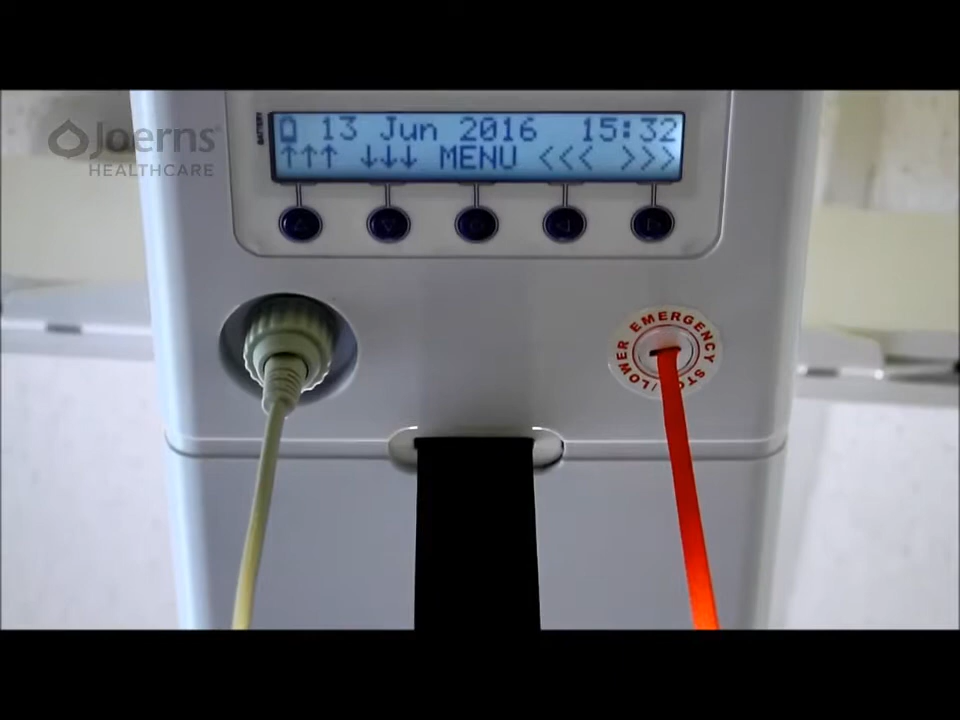 Joerns®
HEALTHCARE
BATTERY
13 Jun 2016 15:32
↑↑↑ ↓↓↓ MENU <<< >>>
EMERGENCY STOP/LOWER